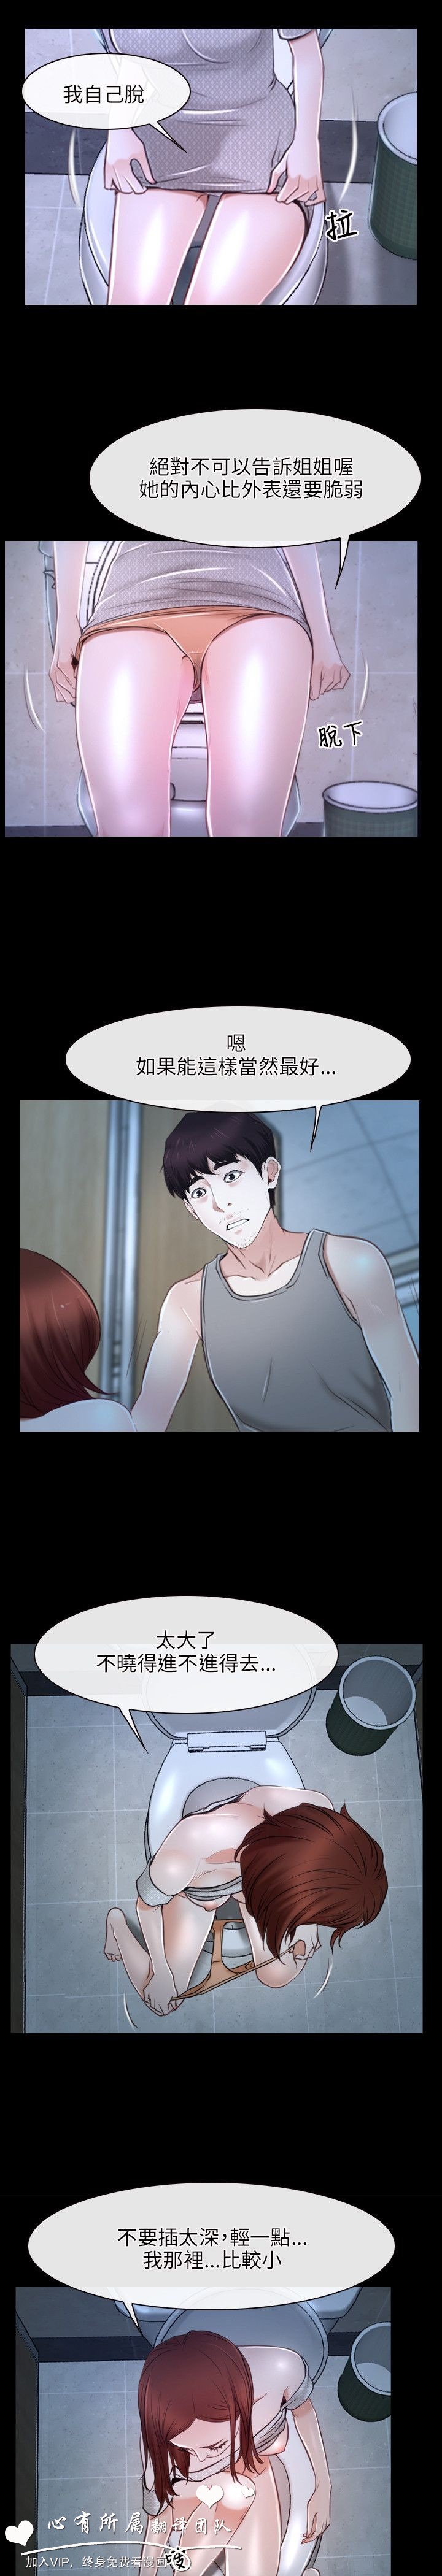 我自己脫
拉
絕對不可以告訴姐姐喔
她的內心比外表還要脆弱
脫下
嗯
如果能這樣當然最好...
太大了
不曉得進不進得去...
不要插太深,輕一點...
我那裡...比較小
心有所属翻译团队
加入VIP，终身免费看漫画